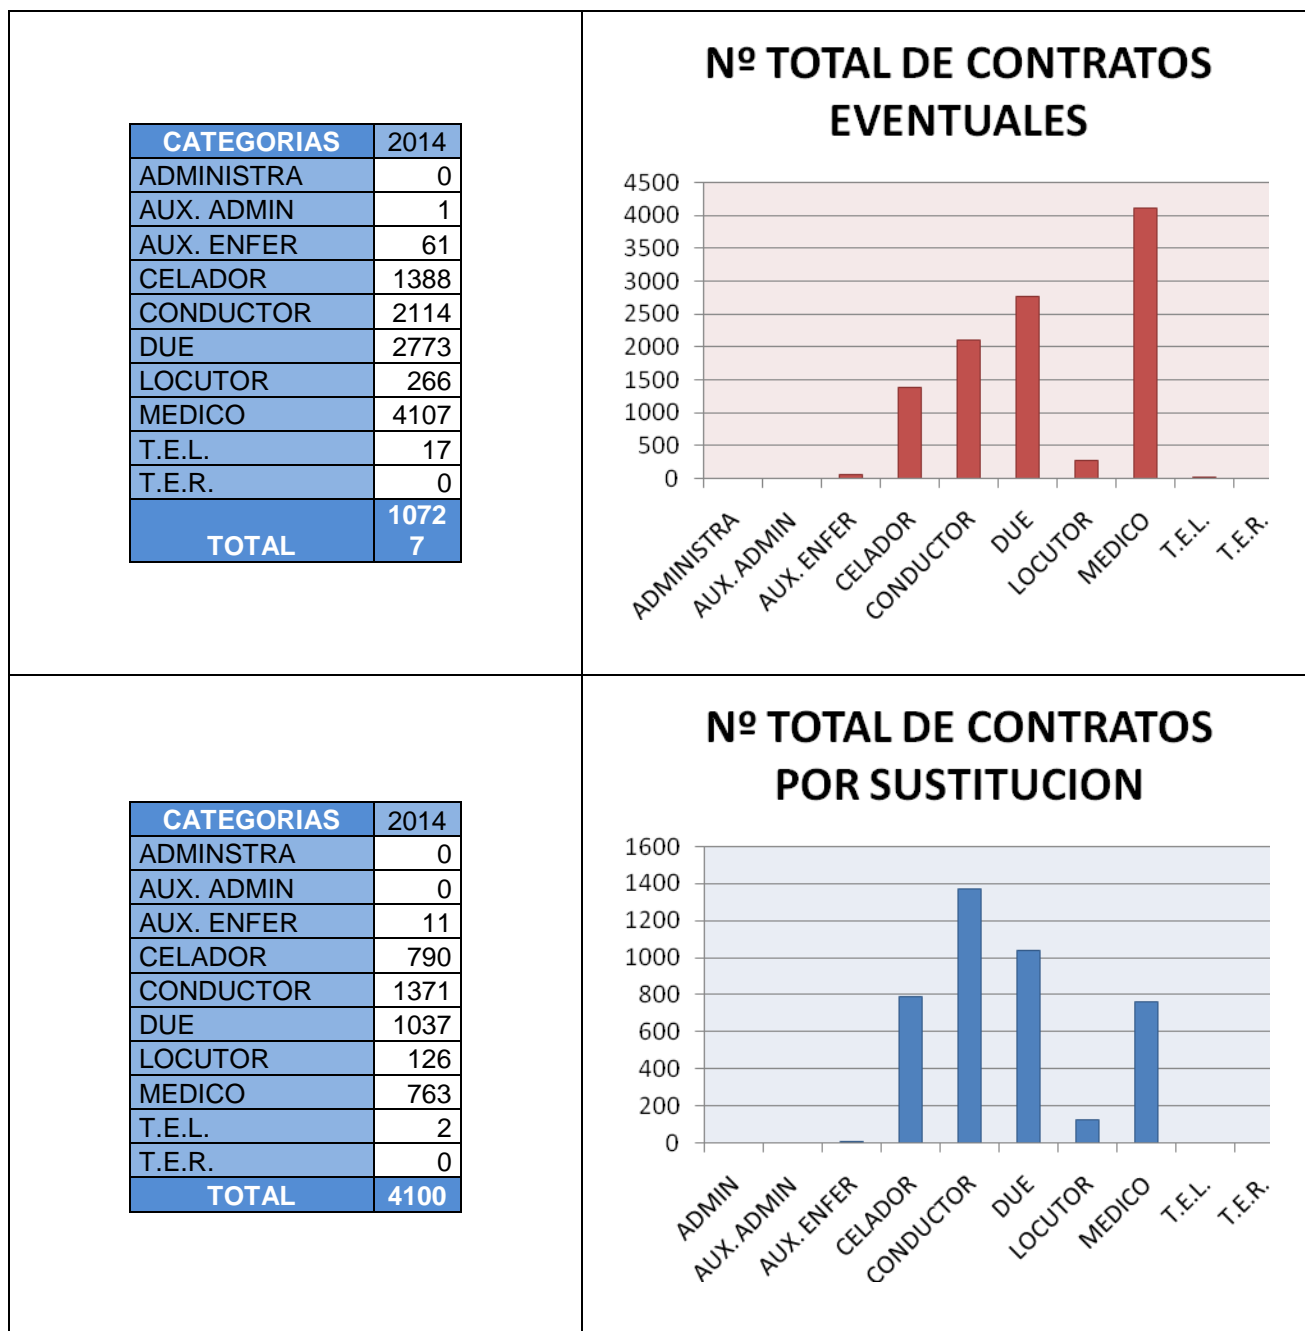 CATEGORIAS 2014
ADMINISTRA 0
AUX. ADMIN 1
AUX. ENFER 61
CELADOR 1388
CONDUCTOR 2114
DUE 2773
LOCUTOR 266
MEDICO 4107
T.E.L. 17
T.E.R. 0
TOTAL 1072
7
Nº TOTAL DE CONTRATOS
EVENTUALES
4500
4000
3500
3000
2500
2000
1500
1000
500
0
ADMINISTRA
AUX. ADMIN
AUX. ENFER
CELADOR
CONDUCTOR
DUE
LOCUTOR
MEDICO
T.E.L.
T.E.R.
CATEGORIAS 2014
ADMINSTRA 0
AUX. ADMIN 0
AUX. ENFER 11
CELADOR 790
CONDUCTOR 1371
DUE 1037
LOCUTOR 126
MEDICO 763
T.E.L. 2
T.E.R. 0
TOTAL 4100
Nº TOTAL DE CONTRATOS
POR SUSTITUCION
1600
1400
1200
1000
800
600
400
200
0
ADMIN
AUX. ADMIN
AUX. ENFER
CELADOR
CONDUCTOR
DUE
LOCUTOR
MEDICO
T.E.L.
T.E.R.